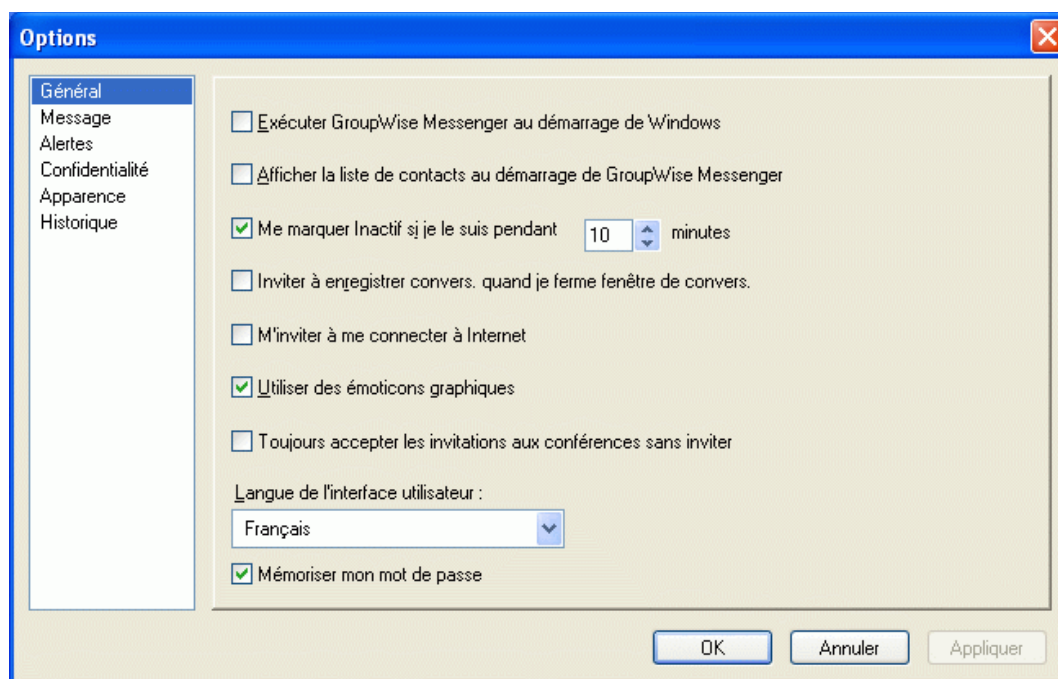 Options
Général
Message
Alertes
Confidentialité
Apparence
Historique
Exécuter GroupWise Messenger au démarrage de Windows
Afficher la liste de contacts au démarrage de GroupWise Messenger
Me marquer Inactif si je le suis pendant 10 minutes
Inviter à enregistrer convers. quand je ferme fenêtre de convers.
M'inviter à me connecter à Internet
Utiliser des émoticons graphiques
Toujours accepter les invitations aux conférences sans inviter
Langue de l'interface utilisateur :
Français
Mémoriser mon mot de passe
OK Annuler Appliquer